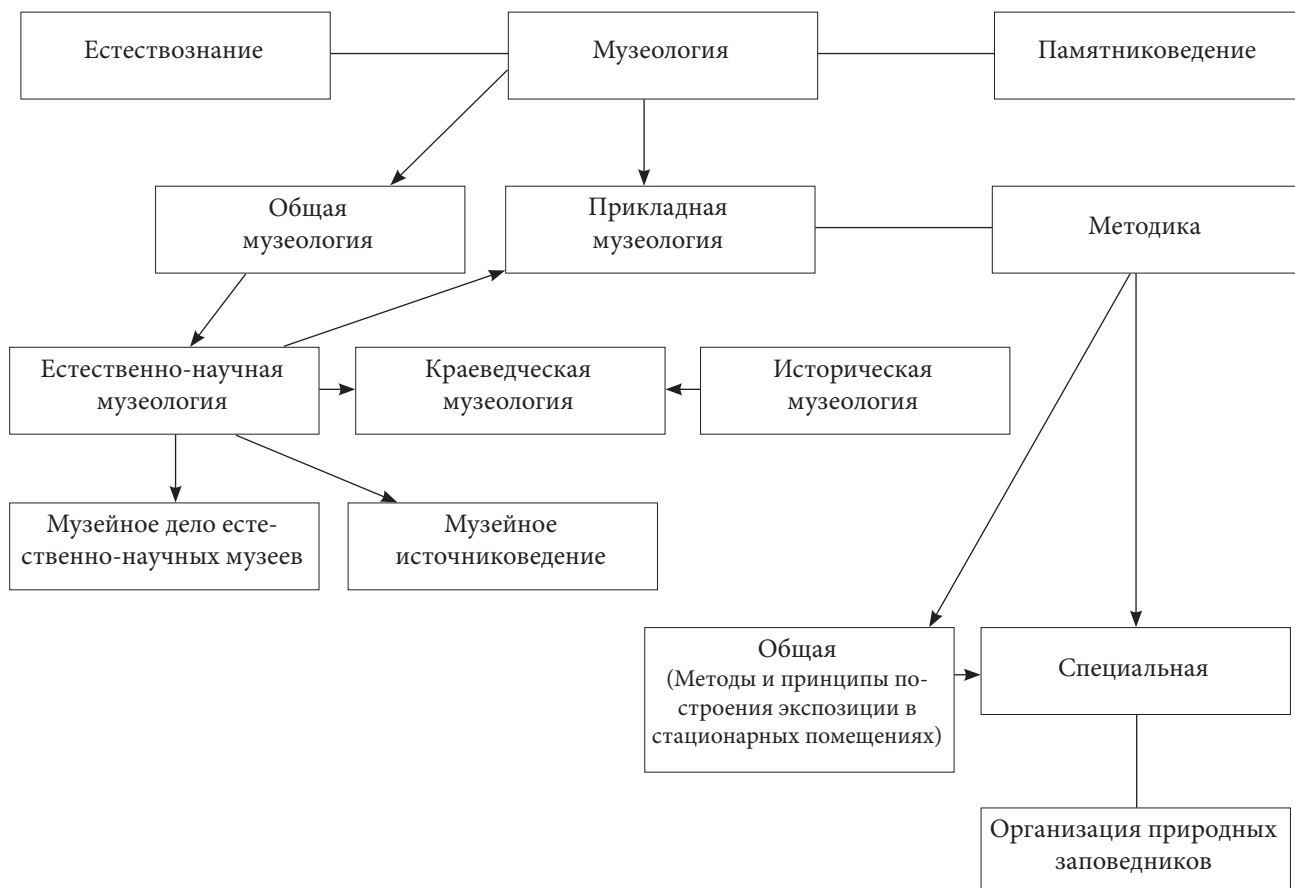 Естествознание
Музеология
Памятниковедение
Общая
музеология
Прикладная
музеология
Методика
Естественно-научная
музеология
Краеведческая
музеология
Историческая
музеология
Музейное дело есте-
ственно-научных музеев
Музейное
источниковедение
Общая
(Методы и принципы по-
строения экспозиции в
стационарных помещениях)
Специальная
Организация природных
заповедников